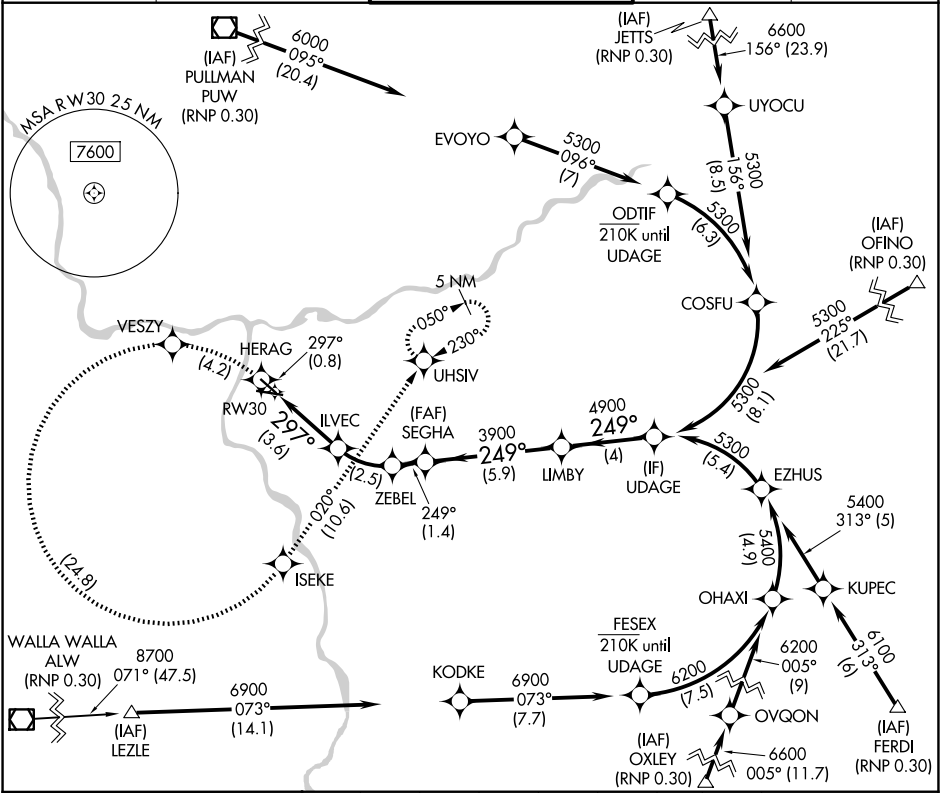 (IAF)
PULLMAN
PUW
(RNP 0.30)
6000
095°
(20.4)
(IAF)
JETTS
(RNP 0.30)
6600
156° (23.9)
UYOCU
MSA RW30 25 NM
7600
EVOYO
5300
096°
(7)
5300
156°
(8.5)
ODTIF
210K until
UDAGE
5300
(6.3)
(IAF)
OFINO
(RNP 0.30)
COSFU
5300
225°
(21.7)
5 NM
050°
230°
UHSIV
VESZY
(4.2)
HERAG
297°
(0.8)
RW30
297°
(3.6)
ILVEC
(2.5)
(FAF)
SEGHA
ZEBEL
249°
(1.4)
3900
249°
(5.9)
LIMBY
4900
249°
(4)
(IF)
UDAGE
5300
(8.1)
5300
(5.4)
EZHUS
5400
313° (5)
5400
(4.9)
020°
(10.6)
ISEKE
(24.8)
OHAXI
KUPEC
6100
313°
(6)
(IAF)
FERDI
(RNP 0.30)
WALLA WALLA
ALW
(RNP 0.30)
8700
071° (47.5)
(IAF)
LEZLE
6900
073°
(14.1)
KODKE
6900
073°
(7.7)
FESEX
210K until
UDAGE
6200
(7.5)
6200
005°
(9)
OVQON
(IAF)
OXLEY
(RNP 0.30)
6600
005° (11.7)